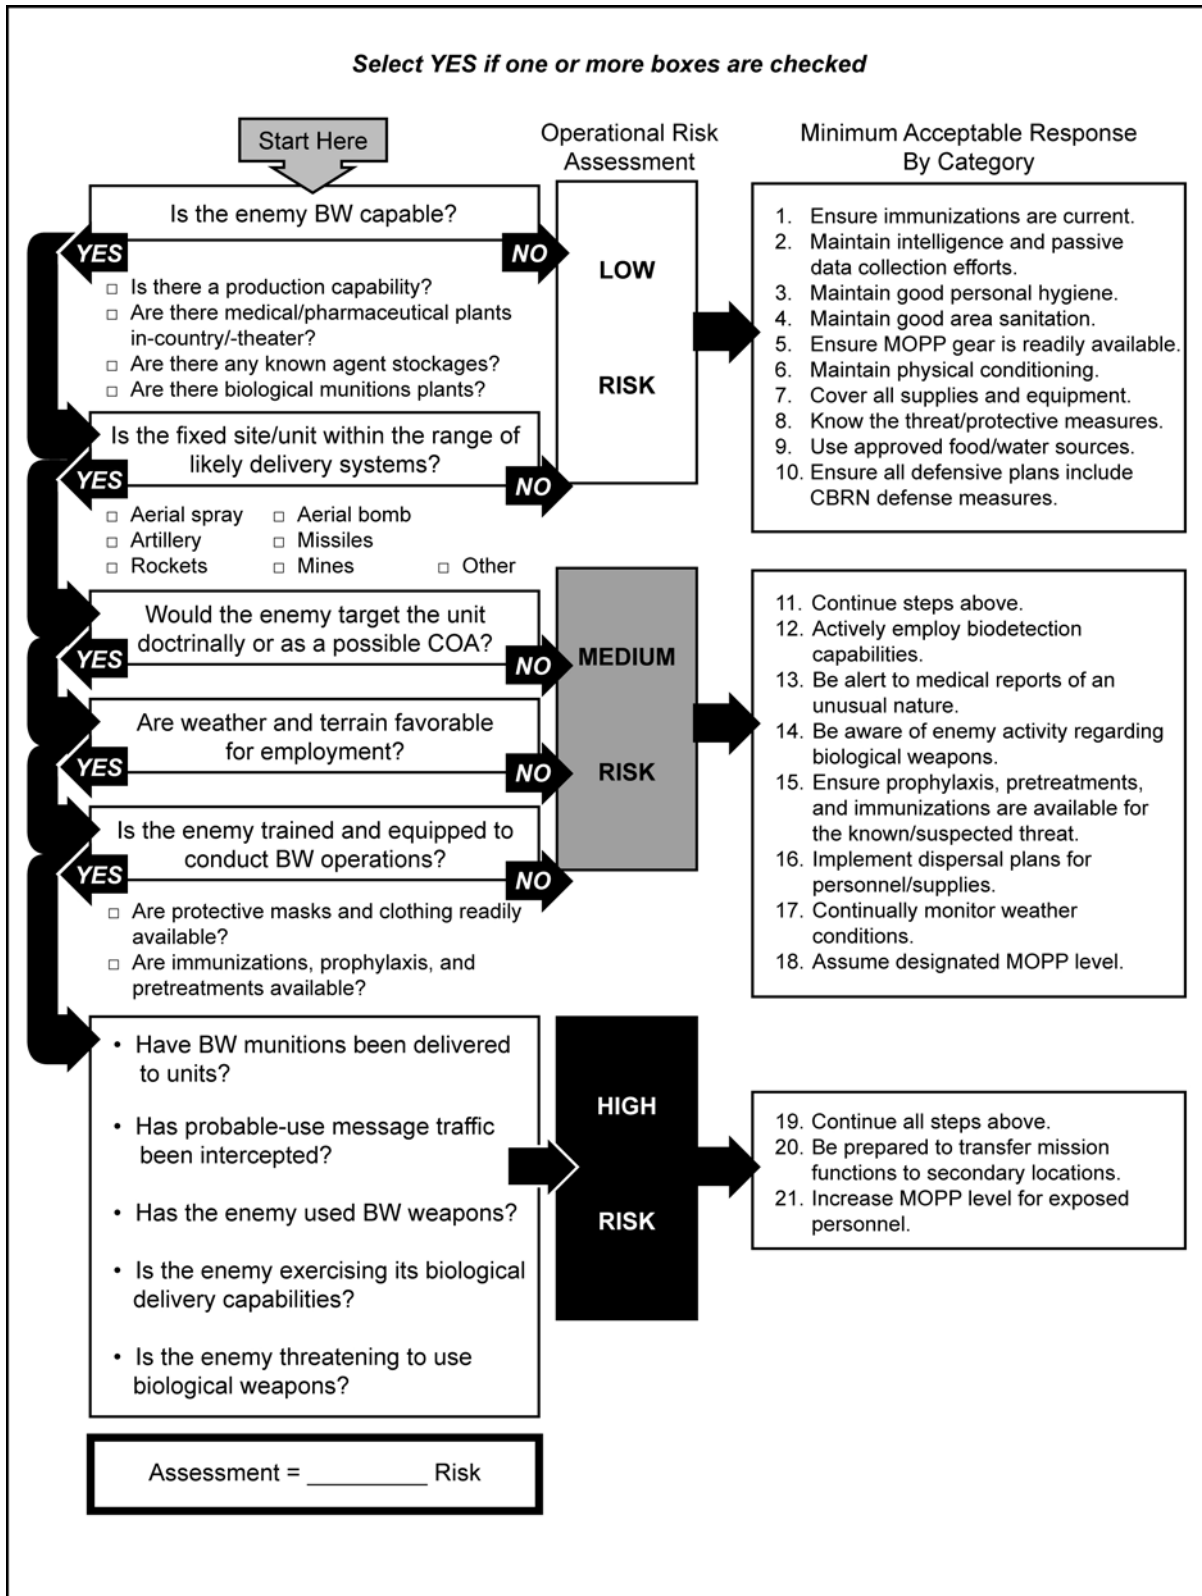 Select YES if one or more boxes are checked
Start Here
Operational Risk
Assessment
Minimum Acceptable Response
By Category
Is the enemy BW capable?
YES
NO
□ Is there a production capability?
□ Are there medical/pharmaceutical plants
in-country/-theater?
□ Are there any known agent stockages?
□ Are there biological munitions plants?
LOW
RISK
1. Ensure immunizations are current.
2. Maintain intelligence and passive
data collection efforts.
3. Maintain good personal hygiene.
4. Maintain good area sanitation.
5. Ensure MOPP gear is readily available.
6. Maintain physical conditioning.
7. Cover all supplies and equipment.
8. Know the threat/protective measures.
9. Use approved food/water sources.
10. Ensure all defensive plans include
CBRN defense measures.
Is the fixed site/unit within the range of
likely delivery systems?
YES
NO
□ Aerial spray □ Aerial bomb
□ Artillery □ Missiles
□ Rockets □ Mines □ Other
Would the enemy target the unit
doctrinally or as a possible COA?
YES
NO
Are weather and terrain favorable
for employment?
YES
NO
Is the enemy trained and equipped to
conduct BW operations?
YES
NO
□ Are protective masks and clothing readily
available?
□ Are immunizations, prophylaxis, and
pretreatments available?
MEDIUM
RISK
11. Continue steps above.
12. Actively employ biodetection
capabilities.
13. Be alert to medical reports of an
unusual nature.
14. Be aware of enemy activity regarding
biological weapons.
15. Ensure prophylaxis, pretreatments,
and immunizations are available for
the known/suspected threat.
16. Implement dispersal plans for
personnel/supplies.
17. Continually monitor weather
conditions.
18. Assume designated MOPP level.
• Have BW munitions been delivered
to units?
• Has probable-use message traffic
been intercepted?
• Has the enemy used BW weapons?
• Is the enemy exercising its biological
delivery capabilities?
• Is the enemy threatening to use
biological weapons?
HIGH
RISK
19. Continue all steps above.
20. Be prepared to transfer mission
functions to secondary locations.
21. Increase MOPP level for exposed
personnel.
Assessment = _________ Risk